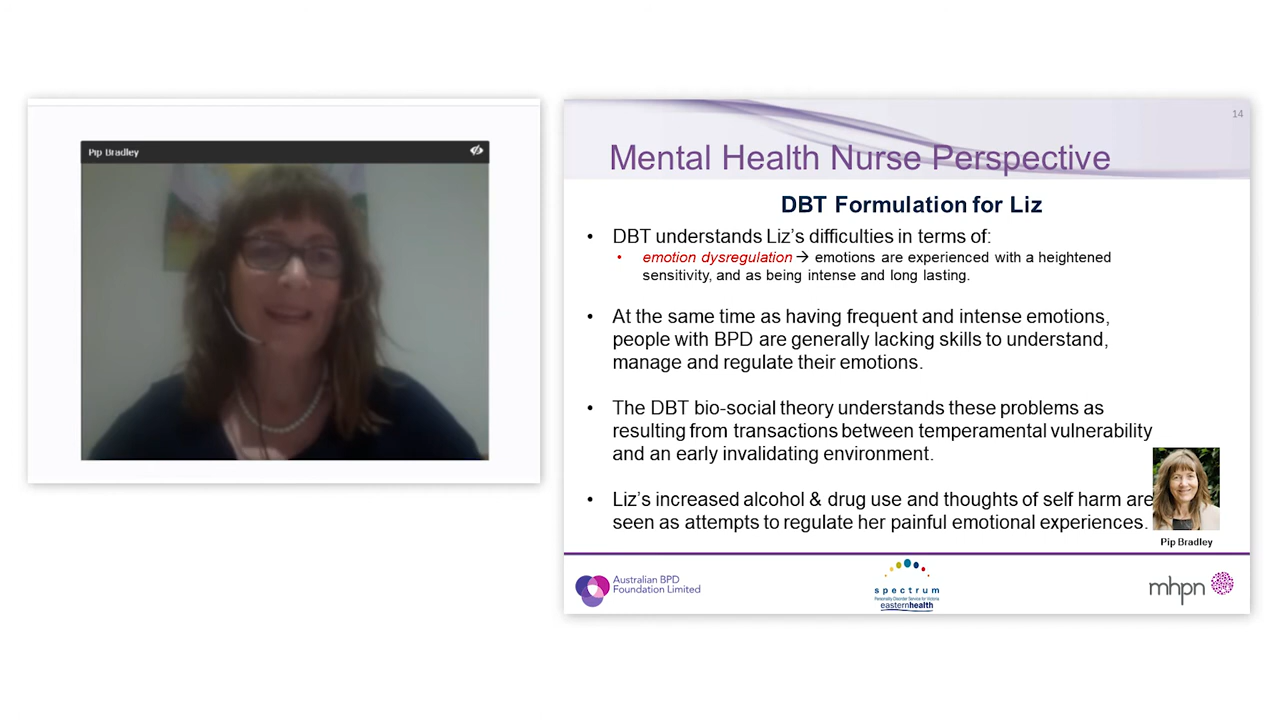 Pip Bradley
14
Mental Health Nurse Perspective
DBT Formulation for Liz
• DBT understands Liz's difficulties in terms of:
• emotion dysregulation → emotions are experienced with a heightened
sensitivity, and as being intense and long lasting.
• At the same time as having frequent and intense emotions,
people with BPD are generally lacking skills to understand,
manage and regulate their emotions.
• The DBT bio-social theory understands these problems as
resulting from transactions between temperamental vulnerability
and an early invalidating environment.
• Liz's increased alcohol & drug use and thoughts of self harm are
seen as attempts to regulate her painful emotional experiences.
Pip Bradley
Australian BPD
Foundation Limited
spectrum
Personality Disorder Service for Victoria
easternhealth
mhpn